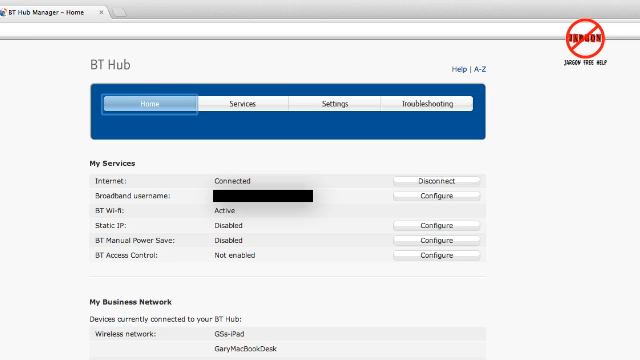 BT Hub Manager – Home
JARGON
JARGON FREE HELP
BT Hub
Help | A-Z
Home Services Settings Troubleshooting
My Services
Internet: Connected Disconnect
Broadband username: Configure
BT Wi-fi: Active
Static IP: Disabled Configure
BT Manual Power Save: Disabled Configure
BT Access Control: Not enabled Configure
My Business Network
Devices currently connected to your BT Hub:
Wireless network: GSs-iPad
GaryMacBookDesk